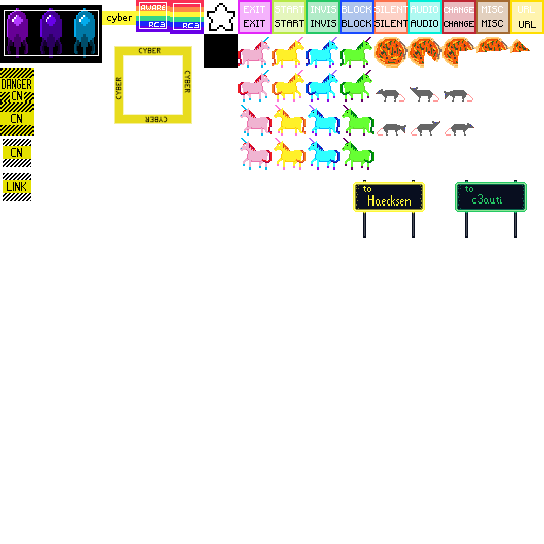 cyber
AWARE
RC3
RC3
EXIT START INVIS BLOCK SILENT AUDIO CHANGE MISC URL
EXIT START INVIS BLOCK SILENT AUDIO CHANGE MISC URL
CYBER
CYBER
CYBER
CYBER
DANGER
CN
CN
CN
LINK
to
Haecksen
to
c3auti